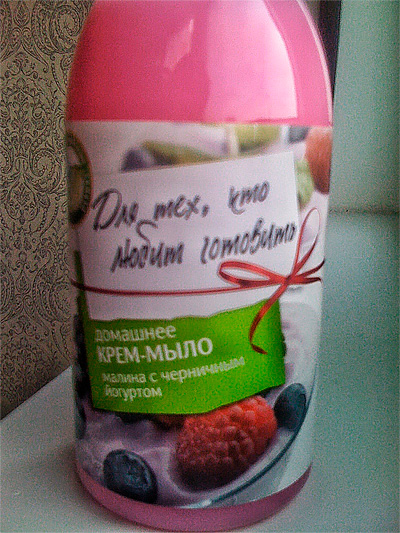 Для тех, кто
любит готовить
домашнее
КРЕМ-МЫЛО
малина с черничным
йогуртом